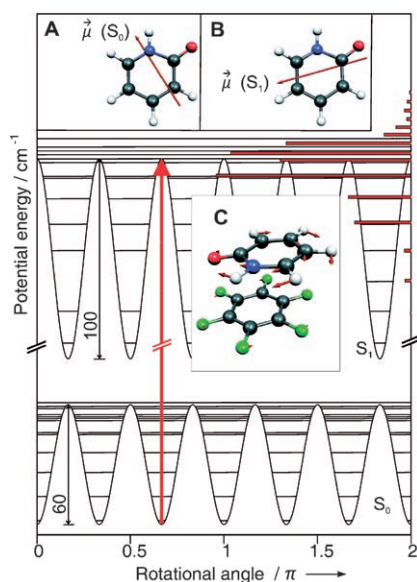 A
μ (S₀)
B
μ (S₁)
Potential energy / cm⁻¹
C
100
S₁
60
S₀
0 0.5 1 1.5 2
Rotational angle / π